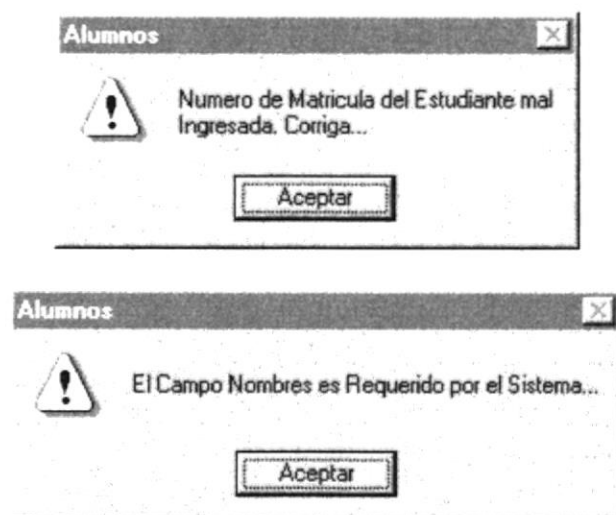 Alumnos
Numero de Matricula del Estudiante mal
Ingresada. Corriga...
Aceptar
Alumnos
El Campo Nombres es Requerido por el Sistema...
Aceptar